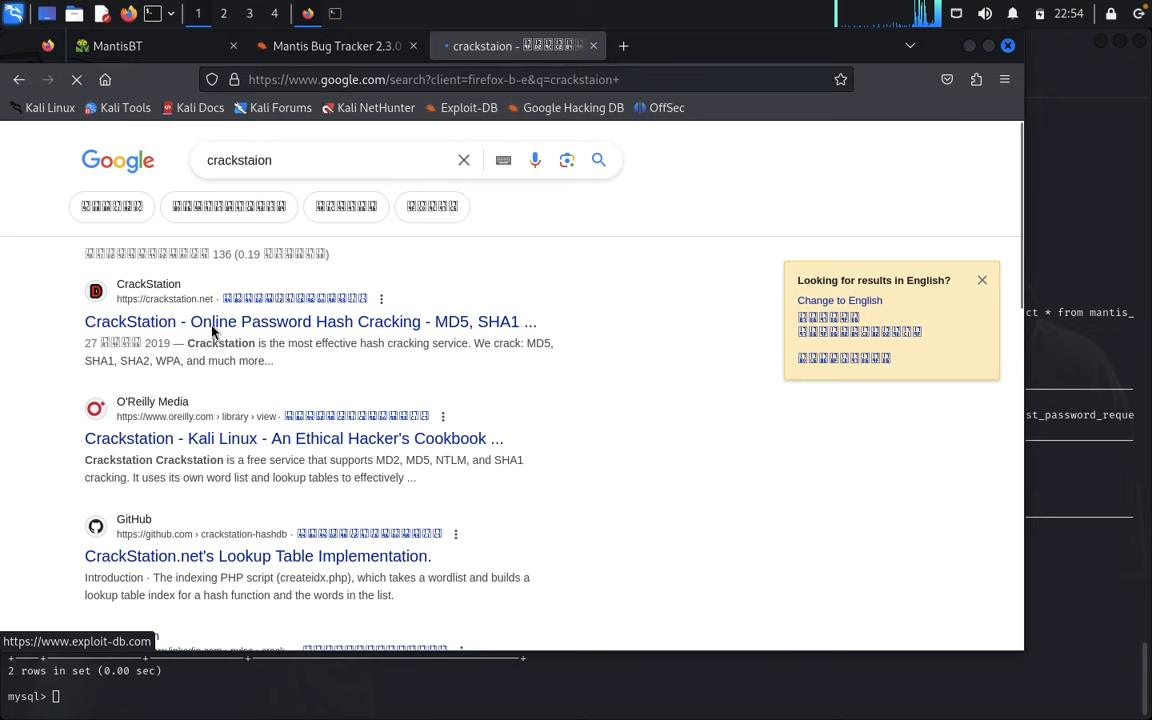 1 2 3 4 22:54
MantisBT
Mantis Bug Tracker 2.3.0
crackstaion -
https://www.google.com/search?client=firefox-b-e&q=crackstaion+
Kali Linux Kali Tools Kali Docs Kali Forums Kali NetHunter Exploit-DB Google Hacking DB OffSec
Google
crackstaion
136 (0.19
CrackStation
https://crackstation.net ·
CrackStation - Online Password Hash Cracking - MD5, SHA1 ...
27 2019 — Crackstation is the most effective hash cracking service. We crack: MD5,
SHA1, SHA2, WPA, and much more...
Looking for results in English?
Change to English
ct * from mantis_
O'Reilly Media
https://www.oreilly.com › library › view ·
Crackstation - Kali Linux - An Ethical Hacker's Cookbook ...
Crackstation Crackstation is a free service that supports MD2, MD5, NTLM, and SHA1
cracking. It uses its own word list and lookup tables to effectively ...
st_password_reque
GitHub
https://github.com › crackstation-hashdb ·
CrackStation.net's Lookup Table Implementation.
Introduction · The indexing PHP script (createidx.php), which takes a wordlist and builds a
lookup table index for a hash function and the words in the list.
https://www.exploit-db.com
2 rows in set (0.00 sec)
mysql>